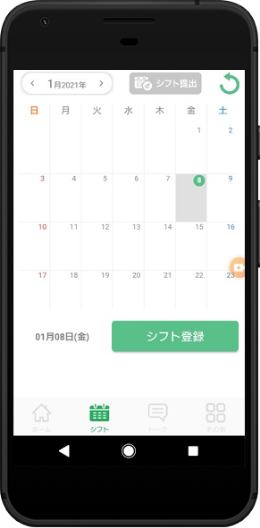 1月2021年 シフト提出
日 月 火 水 木 金 土
1 2
3 4 5 6 7 8 9
10 11 12 13 14 15 16
17 18 19 20 21 22 23
01月08日(金) シフト登録
ホーム シフト トーク その他